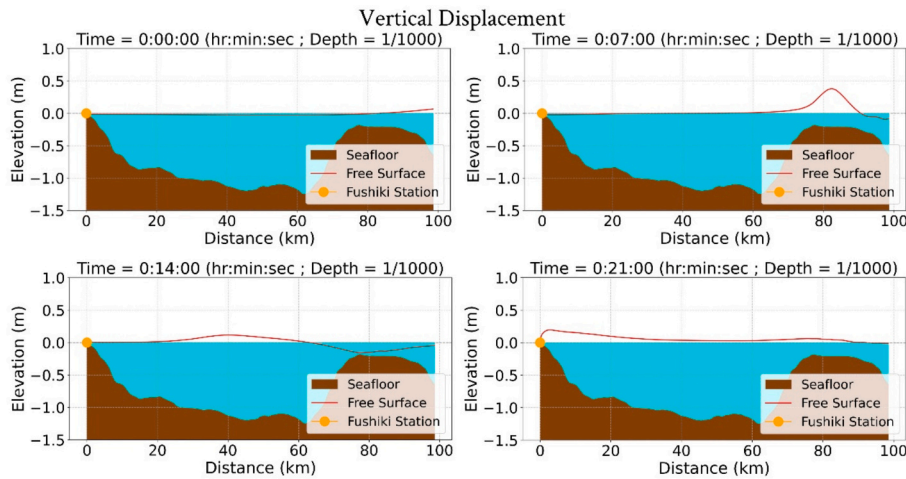 Vertical Displacement
Time = 0:00:00 (hr:min:sec ; Depth = 1/1000)
Elevation (m)
1.0
0.5
0.0
−0.5
−1.0
−1.5
Seafloor
Free Surface
Fushiki Station
0 20 40 60 80 100
Distance (km)
Time = 0:07:00 (hr:min:sec ; Depth = 1/1000)
Elevation (m)
1.0
0.5
0.0
−0.5
−1.0
−1.5
Seafloor
Free Surface
Fushiki Station
0 20 40 60 80 100
Distance (km)
Time = 0:14:00 (hr:min:sec ; Depth = 1/1000)
Elevation (m)
1.0
0.5
0.0
−0.5
−1.0
−1.5
Seafloor
Free Surface
Fushiki Station
0 20 40 60 80 100
Distance (km)
Time = 0:21:00 (hr:min:sec ; Depth = 1/1000)
Elevation (m)
1.0
0.5
0.0
−0.5
−1.0
−1.5
Seafloor
Free Surface
Fushiki Station
0 20 40 60 80 100
Distance (km)